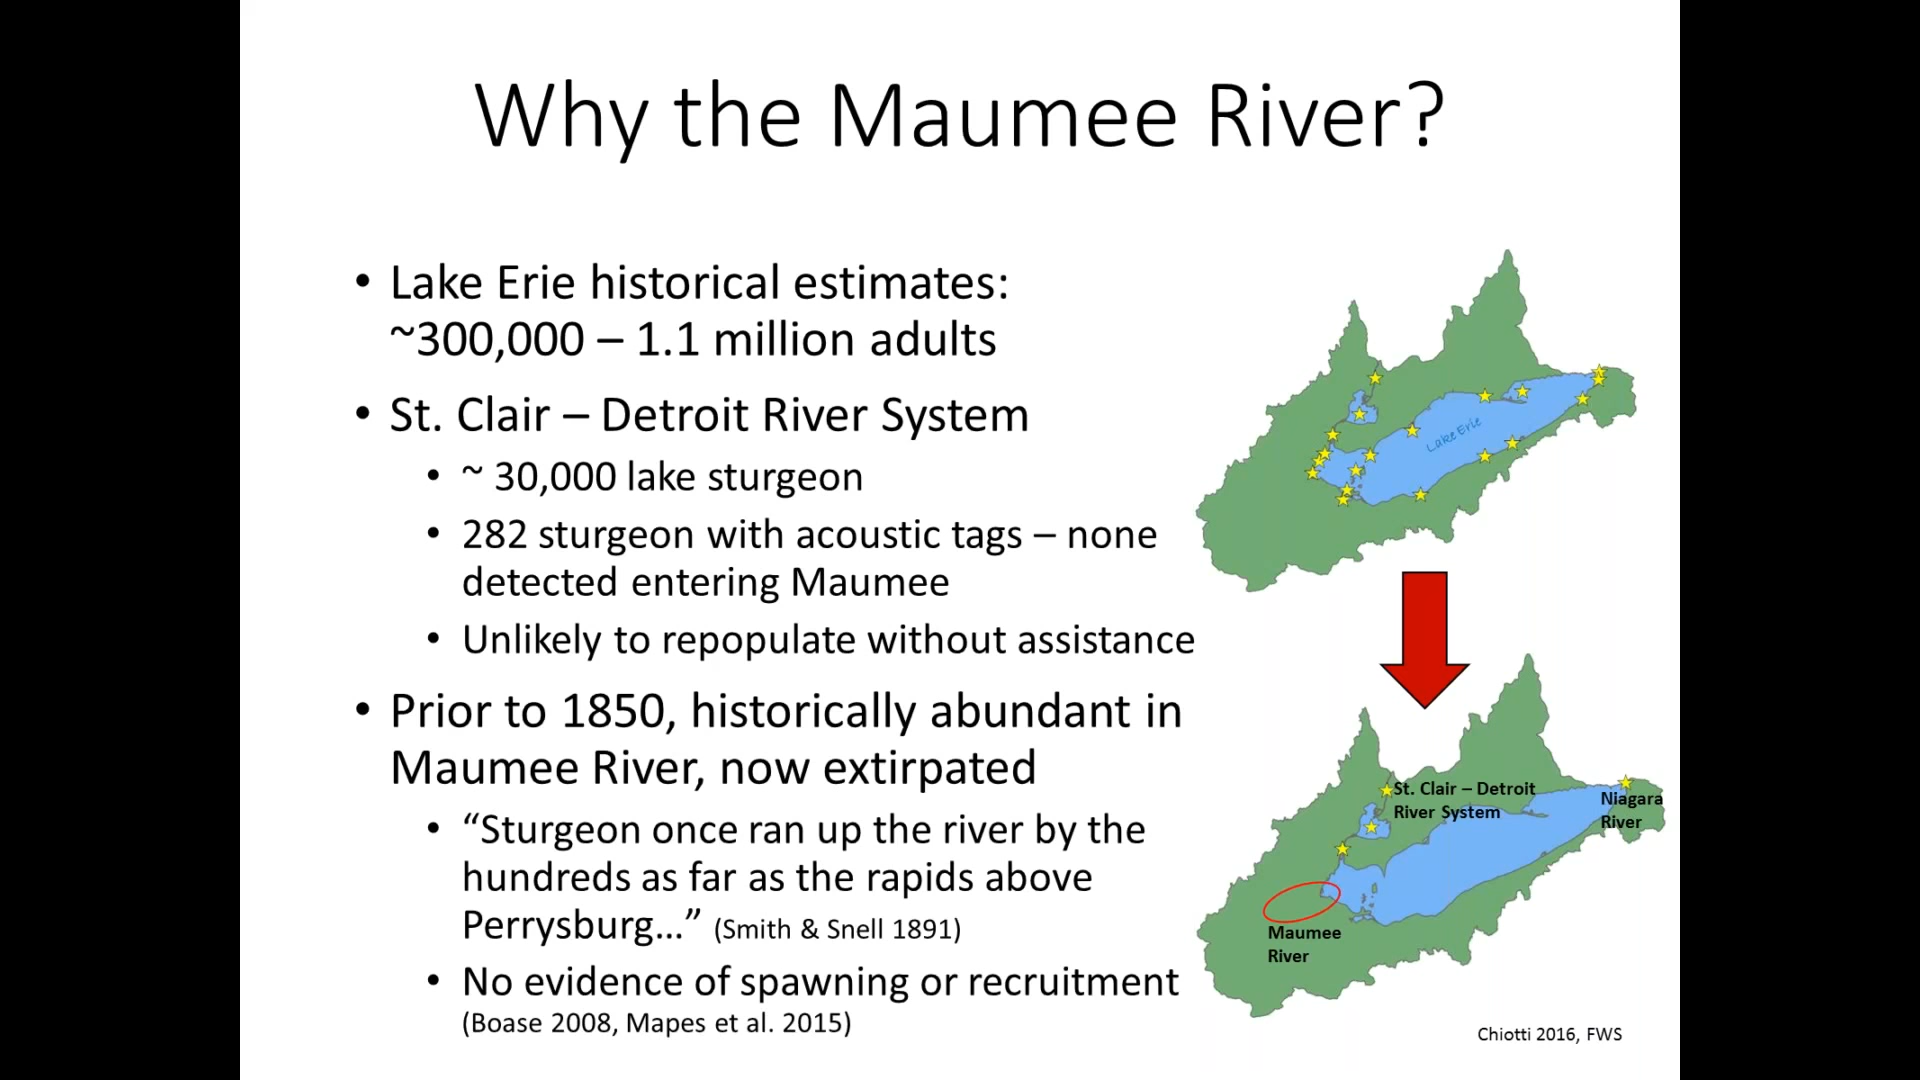 Why the Maumee River?
• Lake Erie historical estimates:
~300,000 – 1.1 million adults
• St. Clair – Detroit River System
• ~ 30,000 lake sturgeon
• 282 sturgeon with acoustic tags – none
detected entering Maumee
• Unlikely to repopulate without assistance
• Prior to 1850, historically abundant in
Maumee River, now extirpated
• “Sturgeon once ran up the river by the
hundreds as far as the rapids above
Perrysburg…” (Smith & Snell 1891)
• No evidence of spawning or recruitment
(Boase 2008, Mapes et al. 2015)
Lake Erie
St. Clair – Detroit
River System
Niagara
River
Maumee
River
Chiotti 2016, FWS